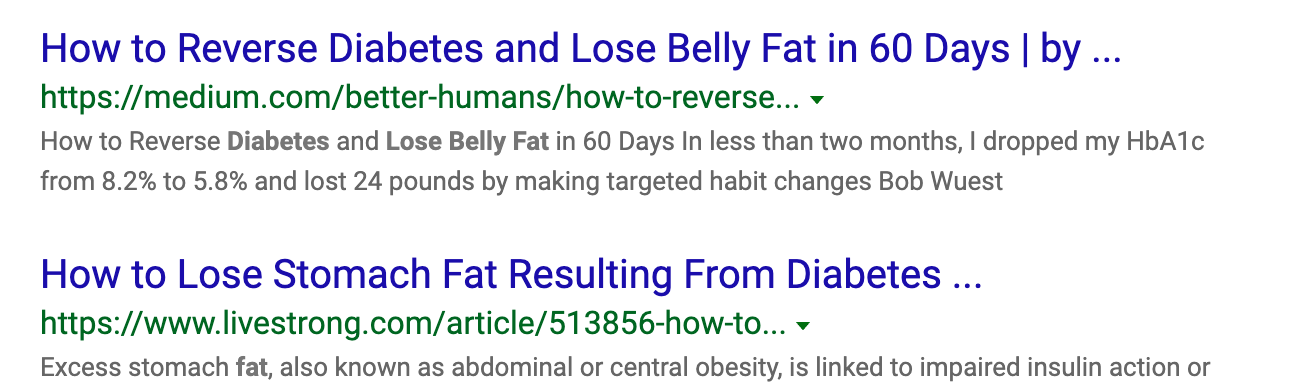 How to Reverse Diabetes and Lose Belly Fat in 60 Days | by ...
https://medium.com/better-humans/how-to-reverse...
How to Reverse Diabetes and Lose Belly Fat in 60 Days In less than two months, I dropped my HbA1c
from 8.2% to 5.8% and lost 24 pounds by making targeted habit changes Bob Wuest
How to Lose Stomach Fat Resulting From Diabetes ...
https://www.livestrong.com/article/513856-how-to...
Excess stomach fat, also known as abdominal or central obesity, is linked to impaired insulin action or